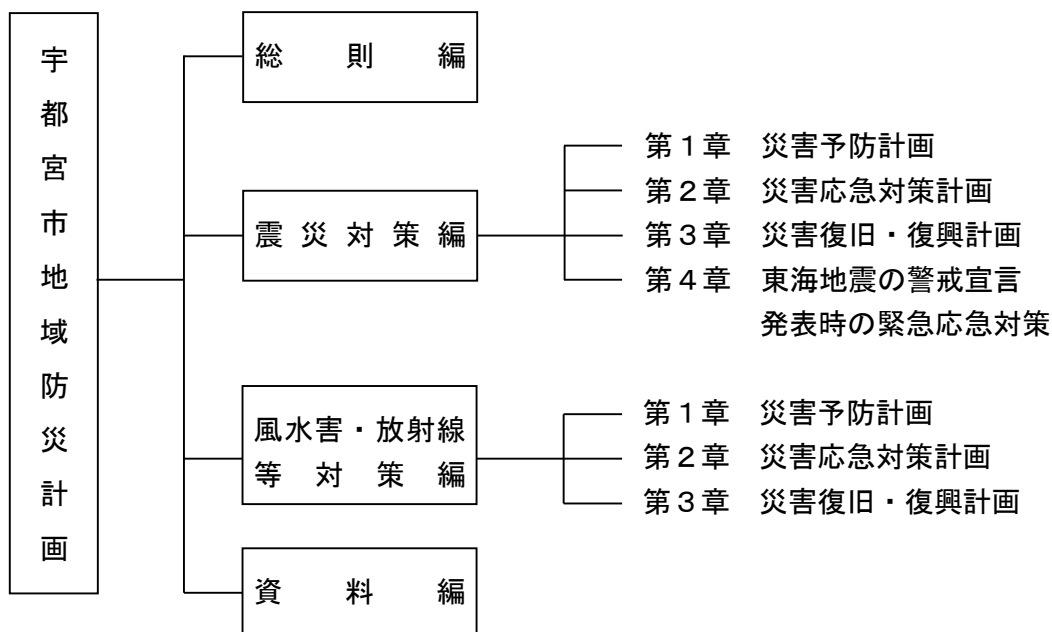 宇都宮市地域防災計画
総則編
震災対策編
第1章 災害予防計画
第2章 災害応急対策計画
第3章 災害復旧・復興計画
第4章 東海地震の警戒宣言
発表時の緊急応急対策
風水害・放射線
等対策編
第1章 災害予防計画
第2章 災害応急対策計画
第3章 災害復旧・復興計画
資料編